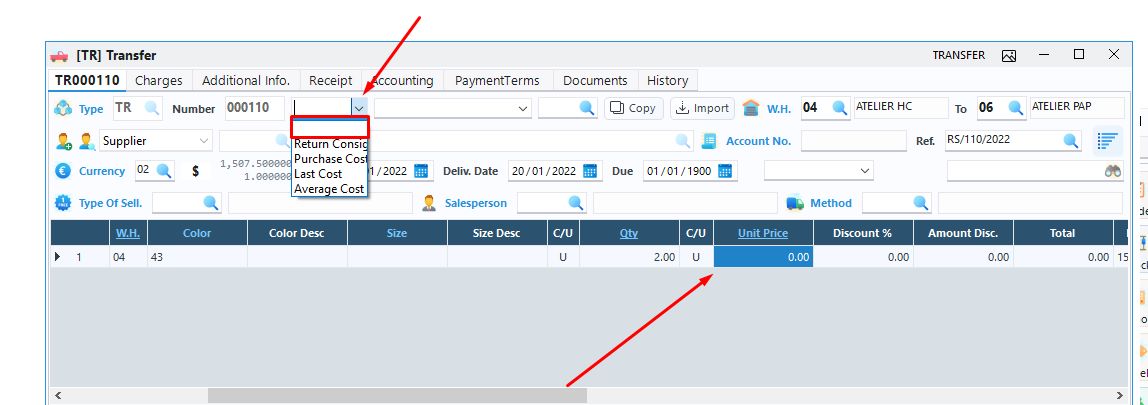 [TR] Transfer TRANSFER
TR000110 Charges Additional Info. Receipt Accounting PaymentTerms Documents History
Type TR Number 000110 Copy Import W.H. 04 ATELIER HC To 06 ATELIER PAP
Supplier Account No. Ref. RS/110/2022
Return Consig
Purchase Cost
Last Cost
Average Cost
Currency 02 $ 1,507.500000 /01/2022 Deliv. Date 20/01/2022 Due 01/01/1900
1.000000
Type Of Sell. Salesperson Method
W.H. Color Color Desc Size Size Desc C/U Qty C/U Unit Price Discount % Amount Disc. Total
1 04 43 U 2.00 U 0.00 0.00 0.00 0.00 15